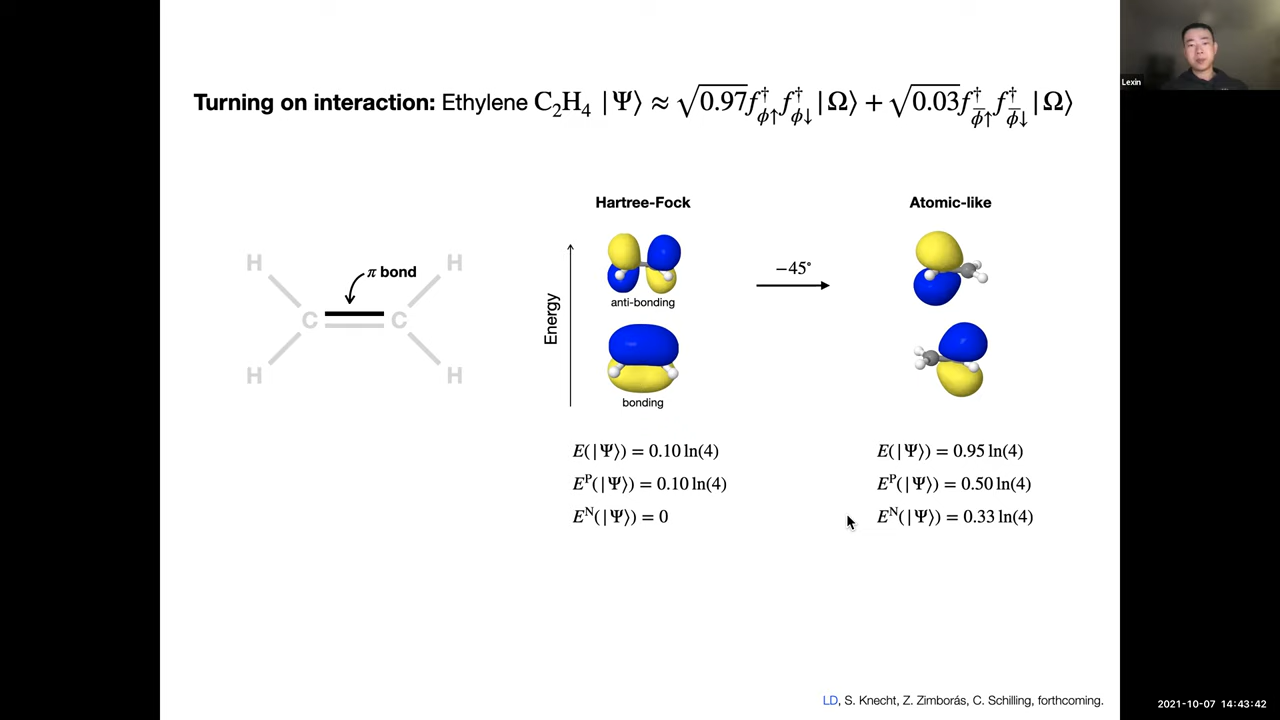 Lexin
Turning on interaction: Ethylene C₂H₄ |Ψ⟩ ≈ √0.97 f†ϕ↑ f†ϕ↓ |Ω⟩ + √0.03 f†ϕ̄↑ f†ϕ̄↓ |Ω⟩
Hartree-Fock
Atomic-like
H
H
π bond
C
C
H
H
Energy
anti-bonding
bonding
−45°
E(|Ψ⟩) = 0.10 ln(4)
Eᴾ(|Ψ⟩) = 0.10 ln(4)
Eᴺ(|Ψ⟩) = 0
E(|Ψ⟩) = 0.95 ln(4)
Eᴾ(|Ψ⟩) = 0.50 ln(4)
Eᴺ(|Ψ⟩) = 0.33 ln(4)
LD, S. Knecht, Z. Zimborás, C. Schilling, forthcoming.
2021-10-07 14:43:42